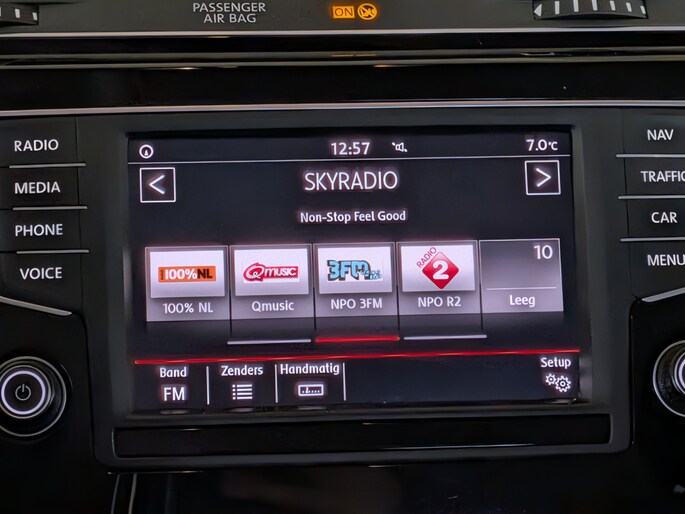 PASSENGER
AIR BAG
ON
RADIO
MEDIA
PHONE
VOICE
NAV
TRAFFIC
CAR
MENU
12:57
7.0°C
<
SKYRADIO
>
Non-Stop Feel Good
100%NL
100% NL
Qmusic
Qmusic
3FM
NPO 3FM
RADIO
2
NPO R2
10
Leeg
Band
FM
Zenders
Handmatig
Setup